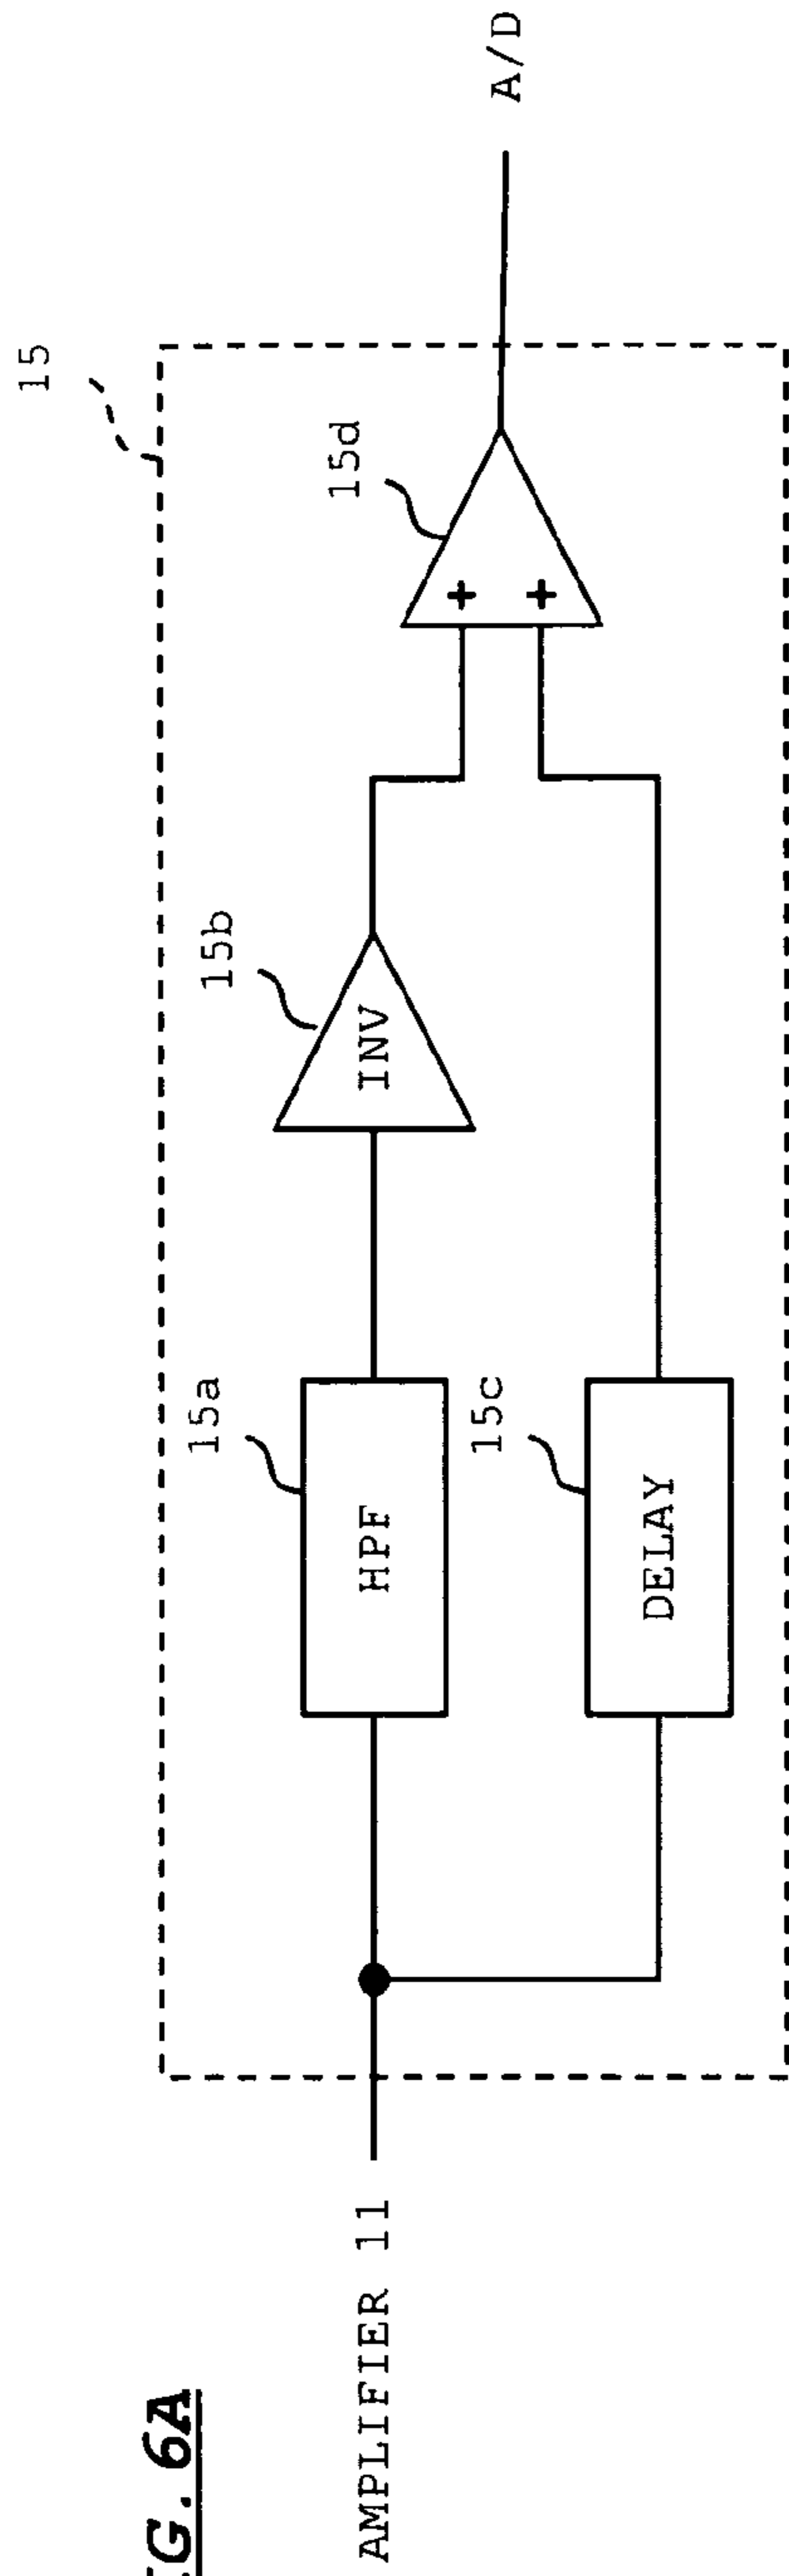 15
15d
A/D
15b
INV
+
+
15a
HPF
15c
DELAY
AMPLIFIER 11
G. 6A